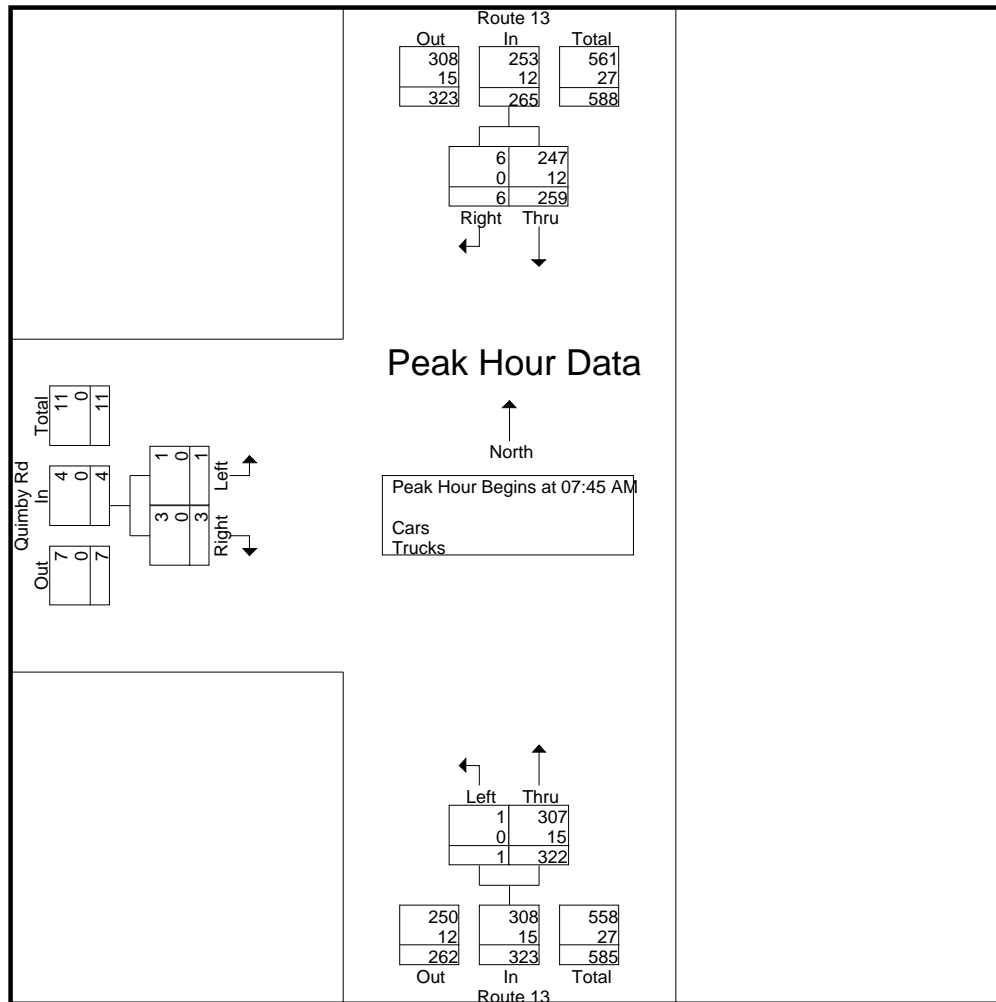 Route 13
Out In Total
308 253 561
15 12 27
323 265 588
6 247
0 12
6 259
Right Thru
Peak Hour Data
North
Peak Hour Begins at 07:45 AM
Cars
Trucks
Quimby Rd
Total
11 0 11
In
4 0 4
Out
7 0 7
1 0 1
Left
3 0 3
Right
Left Thru
1 307
0 15
1 322
250 308 558
12 15 27
262 323 585
Out In Total
Route 13